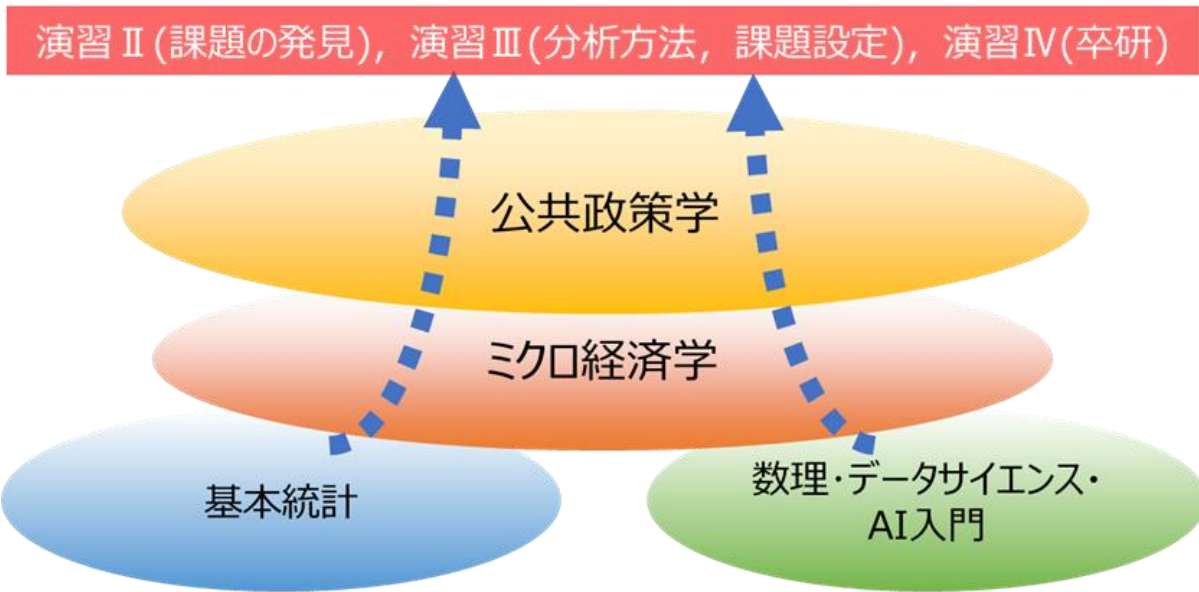 演習Ⅱ(課題の発見), 演習Ⅲ(分析方法, 課題設定), 演習Ⅳ(卒研)
公共政策学
ミクロ経済学
基本統計
数理・データサイエンス・
AI入門